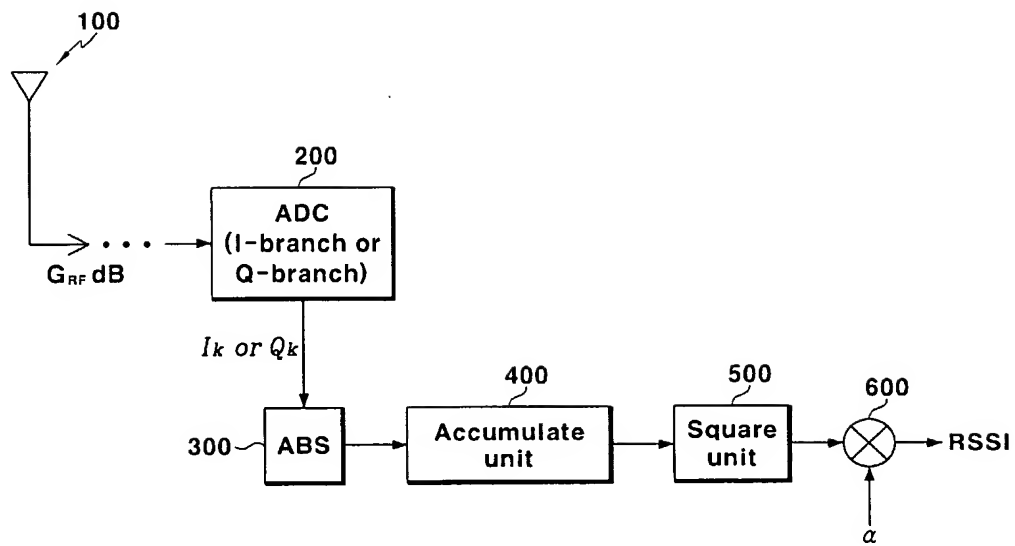 100
200
ADC
(I-branch or
Q-branch)
GRF dB
Ik or Qk
300
ABS
400
Accumulate
unit
500
Square
unit
600
RSSI
α